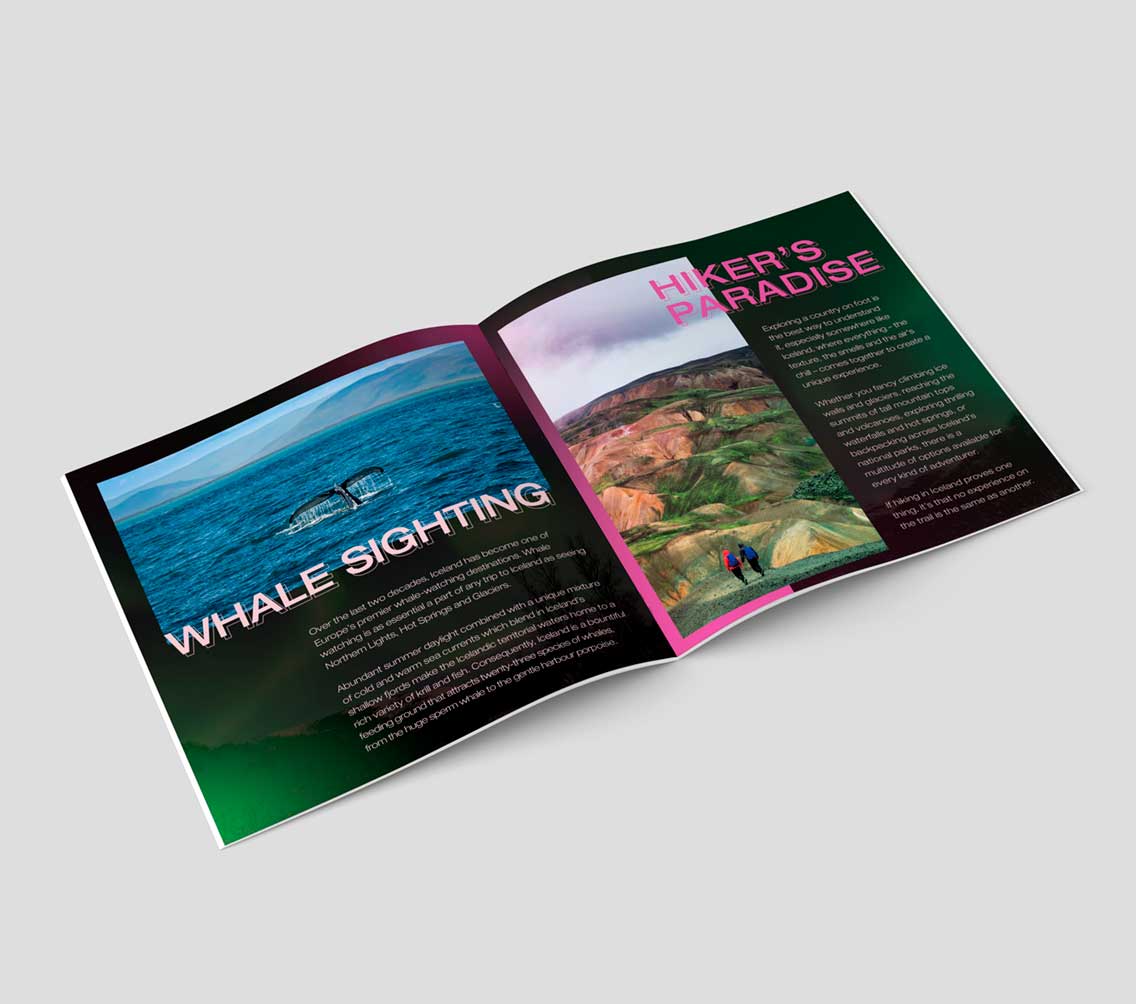 WHALE SIGHTING
Over the last two decades, Iceland has become one of
Europe's premier whale-watching destinations. Whale
watching is as essential a part of any trip to Iceland as seeing
Northern Lights, Hot Springs and Glaciers.
Abundant summer daylight combined with a unique mixture
of cold and warm sea currents which blend in Iceland's
shallow fjords make the Icelandic territorial waters home to a
rich variety of krill and fish. Consequently, Iceland is a bountiful
feeding ground that attracts twenty-three species of whales,
from the huge sperm whale to the gentle harbour porpoise.
HIKER'S
PARADISE
Exploring a country on foot is
the best way to understand
it, especially somewhere like
Iceland, where everything – the
texture, the smells and the air's
chill – comes together to create a
unique experience.
Whether you fancy climbing ice
walls and glaciers, reaching the
summits of tall mountain tops
and volcanoes, exploring thrilling
waterfalls and hot springs, or
backpacking across Iceland's
national parks, there is a
multitude of options available for
every kind of adventurer.
If hiking in Iceland proves one
thing, it's that no experience on
the trail is the same as another.